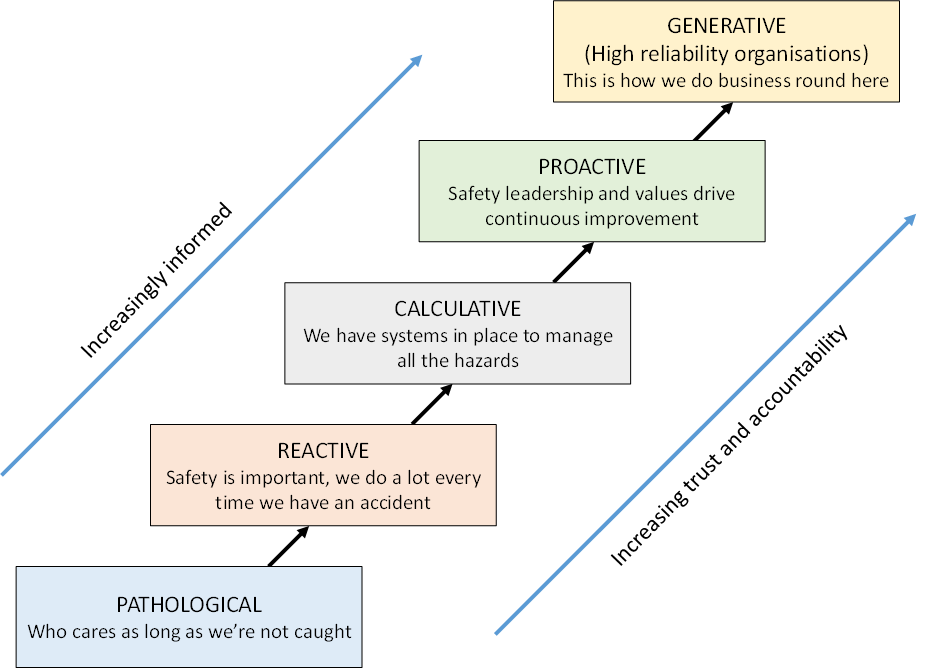 GENERATIVE
(High reliability organisations)
This is how we do business round here
PROACTIVE
Safety leadership and values drive
continuous improvement
Increasingly informed
CALCULATIVE
We have systems in place to manage
all the hazards
Increasing trust and accountability
REACTIVE
Safety is important, we do a lot every
time we have an accident
PATHOLOGICAL
Who cares as long as we’re not caught